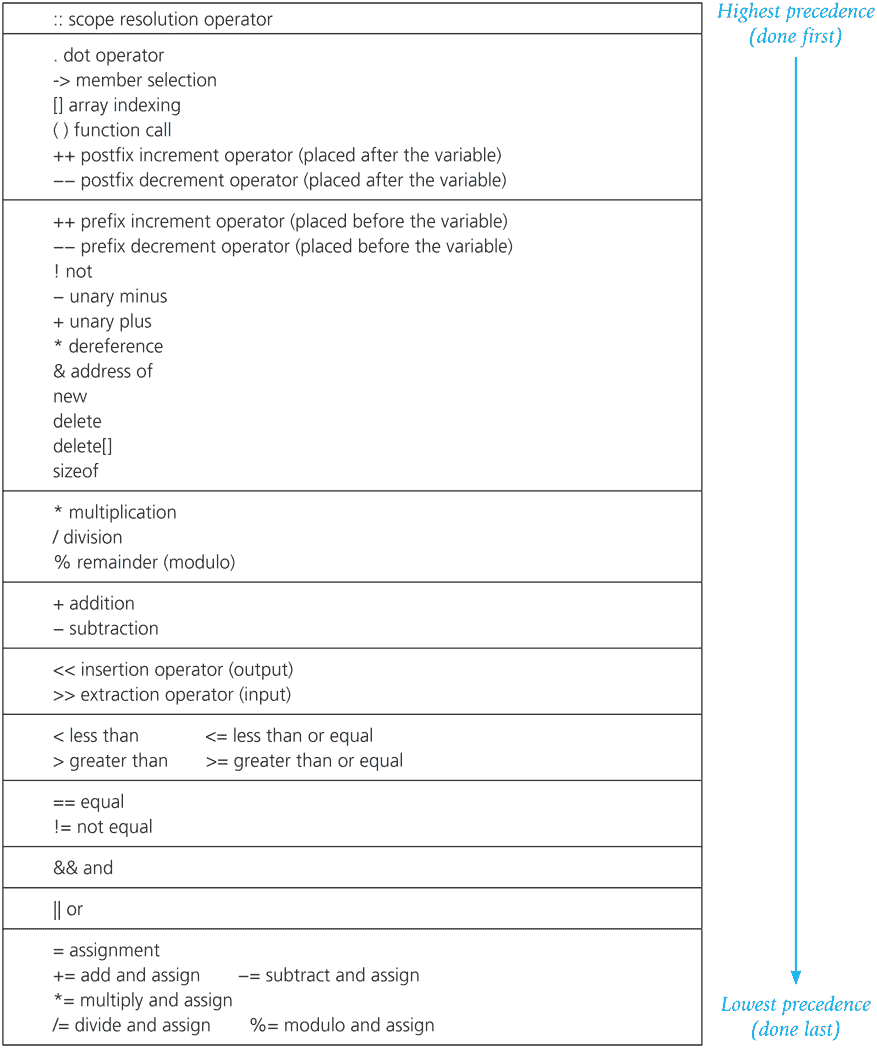 :: scope resolution operator
Highest precedence
(done first)
. dot operator
-> member selection
[] array indexing
( ) function call
++ postfix increment operator (placed after the variable)
−− postfix decrement operator (placed after the variable)
++ prefix increment operator (placed before the variable)
−− prefix decrement operator (placed before the variable)
! not
− unary minus
+ unary plus
* dereference
& address of
new
delete
delete[]
sizeof
* multiplication
/ division
% remainder (modulo)
+ addition
− subtraction
<< insertion operator (output)
>> extraction operator (input)
< less than <= less than or equal
> greater than >= greater than or equal
== equal
!= not equal
&& and
|| or
= assignment
+= add and assign −= subtract and assign
*= multiply and assign
/= divide and assign %= modulo and assign
Lowest precedence
(done last)